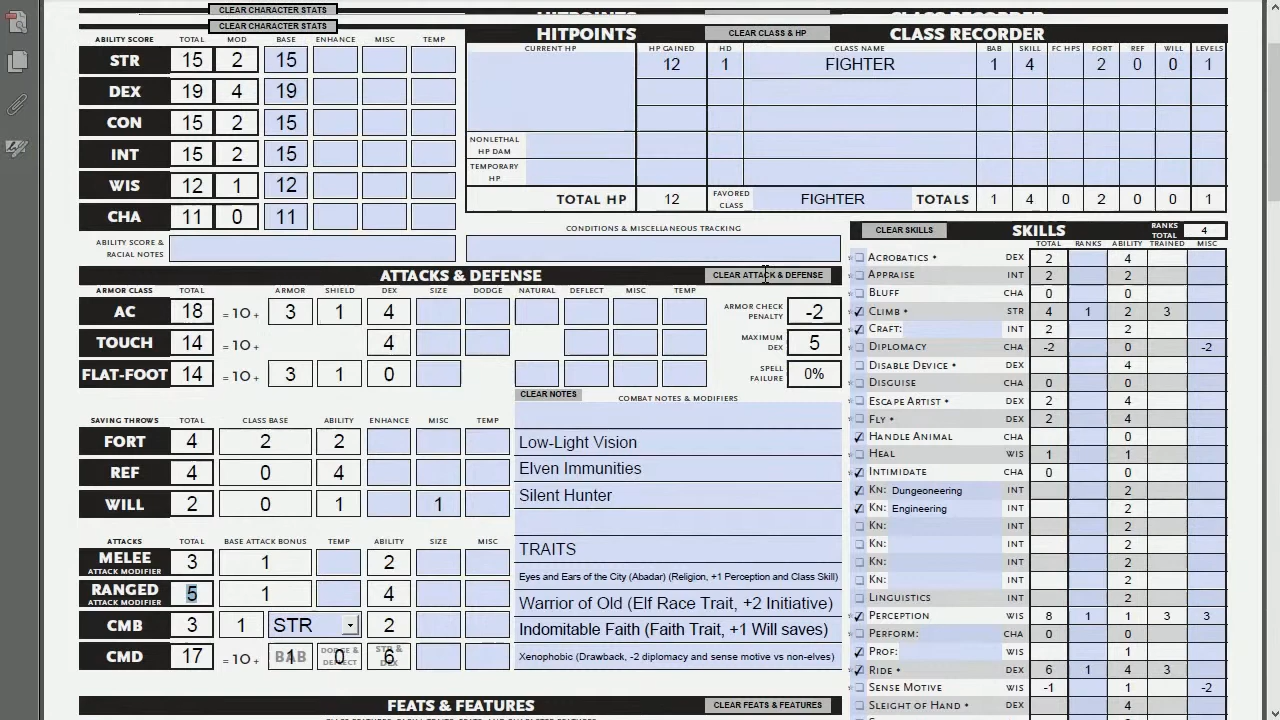 CLEAR CHARACTER STATS
CLEAR CHARACTER STATS
ABILITY SCORE TOTAL MOD BASE ENHANCE MISC TEMP
STR 15 2 15
DEX 19 4 19
CON 15 2 15
INT 15 2 15
WIS 12 1 12
CHA 11 0 11
ABILITY SCORE & RACIAL NOTES
HITPOINTS CLEAR CLASS & HP CLASS RECORDER
CURRENT HP HP GAINED HD CLASS NAME BAB SKILL FC HPS FORT REF WILL LEVELS
12 1 FIGHTER 1 4 2 0 0 1
NONLETHAL HP DAM
TEMPORARY HP
TOTAL HP 12 FAVORED CLASS FIGHTER TOTALS 1 4 0 2 0 0 1
CONDITIONS & MISCELLANEOUS TRACKING
ATTACKS & DEFENSE CLEAR ATTACK & DEFENSE
ARMOR CLASS TOTAL ARMOR SHIELD DEX SIZE DODGE NATURAL DEFLECT MISC TEMP
AC 18 = 10 + 3 1 4
TOUCH 14 = 10 + 4
FLAT-FOOT 14 = 10 + 3 1 0
ARMOR CHECK PENALTY -2
MAXIMUM DEX 5
SPELL FAILURE 0%
SAVING THROWS TOTAL CLASS BASE ABILITY ENHANCE MISC TEMP
FORT 4 2 2
REF 4 0 4
WILL 2 0 1 1
ATTACKS TOTAL BASE ATTACK BONUS TEMP ABILITY SIZE MISC
MELEE ATTACK MODIFIER 3 1 2
RANGED ATTACK MODIFIER 5 1 4
CMB 3 1 STR 2
CMD 17 = 10 + BAB 1 DODGE & DEFLECT 0 STR & DEX 6
CLEAR NOTES COMBAT NOTES & MODIFIERS
Low-Light Vision
Elven Immunities
Silent Hunter
TRAITS
Eyes and Ears of the City (Abadar) (Religion, +1 Perception and Class Skill)
Warrior of Old (Elf Race Trait, +2 Initiative)
Indomitable Faith (Faith Trait, +1 Will saves)
Xenophobic (Drawback, -2 diplomacy and sense motive vs non-elves)
FEATS & FEATURES CLEAR FEATS & FEATURES
CLEAR SKILLS SKILLS RANKS TOTAL 4
TOTAL RANKS ABILITY TRAINED MISC
ACROBATICS • DEX 2 4
APPRAISE INT 2 2
BLUFF CHA 0 0
CLIMB • STR 4 1 2 3
CRAFT: INT 2 2
DIPLOMACY CHA -2 0 -2
DISABLE DEVICE • DEX 4
DISGUISE CHA 0 0
ESCAPE ARTIST • DEX 2 4
FLY • DEX 2 4
HANDLE ANIMAL CHA 0
HEAL WIS 1 1
INTIMIDATE CHA 0 0
KN: Dungeoneering INT 2
KN: Engineering INT 2
KN: INT 2
KN: INT 2
KN: INT 2
KN: INT 2
LINGUISTICS INT 2
PERCEPTION WIS 8 1 1 3 3
PERFORM: CHA 0 0
PROF: WIS 1
RIDE • DEX 6 1 4 3
SENSE MOTIVE WIS -1 1 -2
SLEIGHT OF HAND • DEX 4